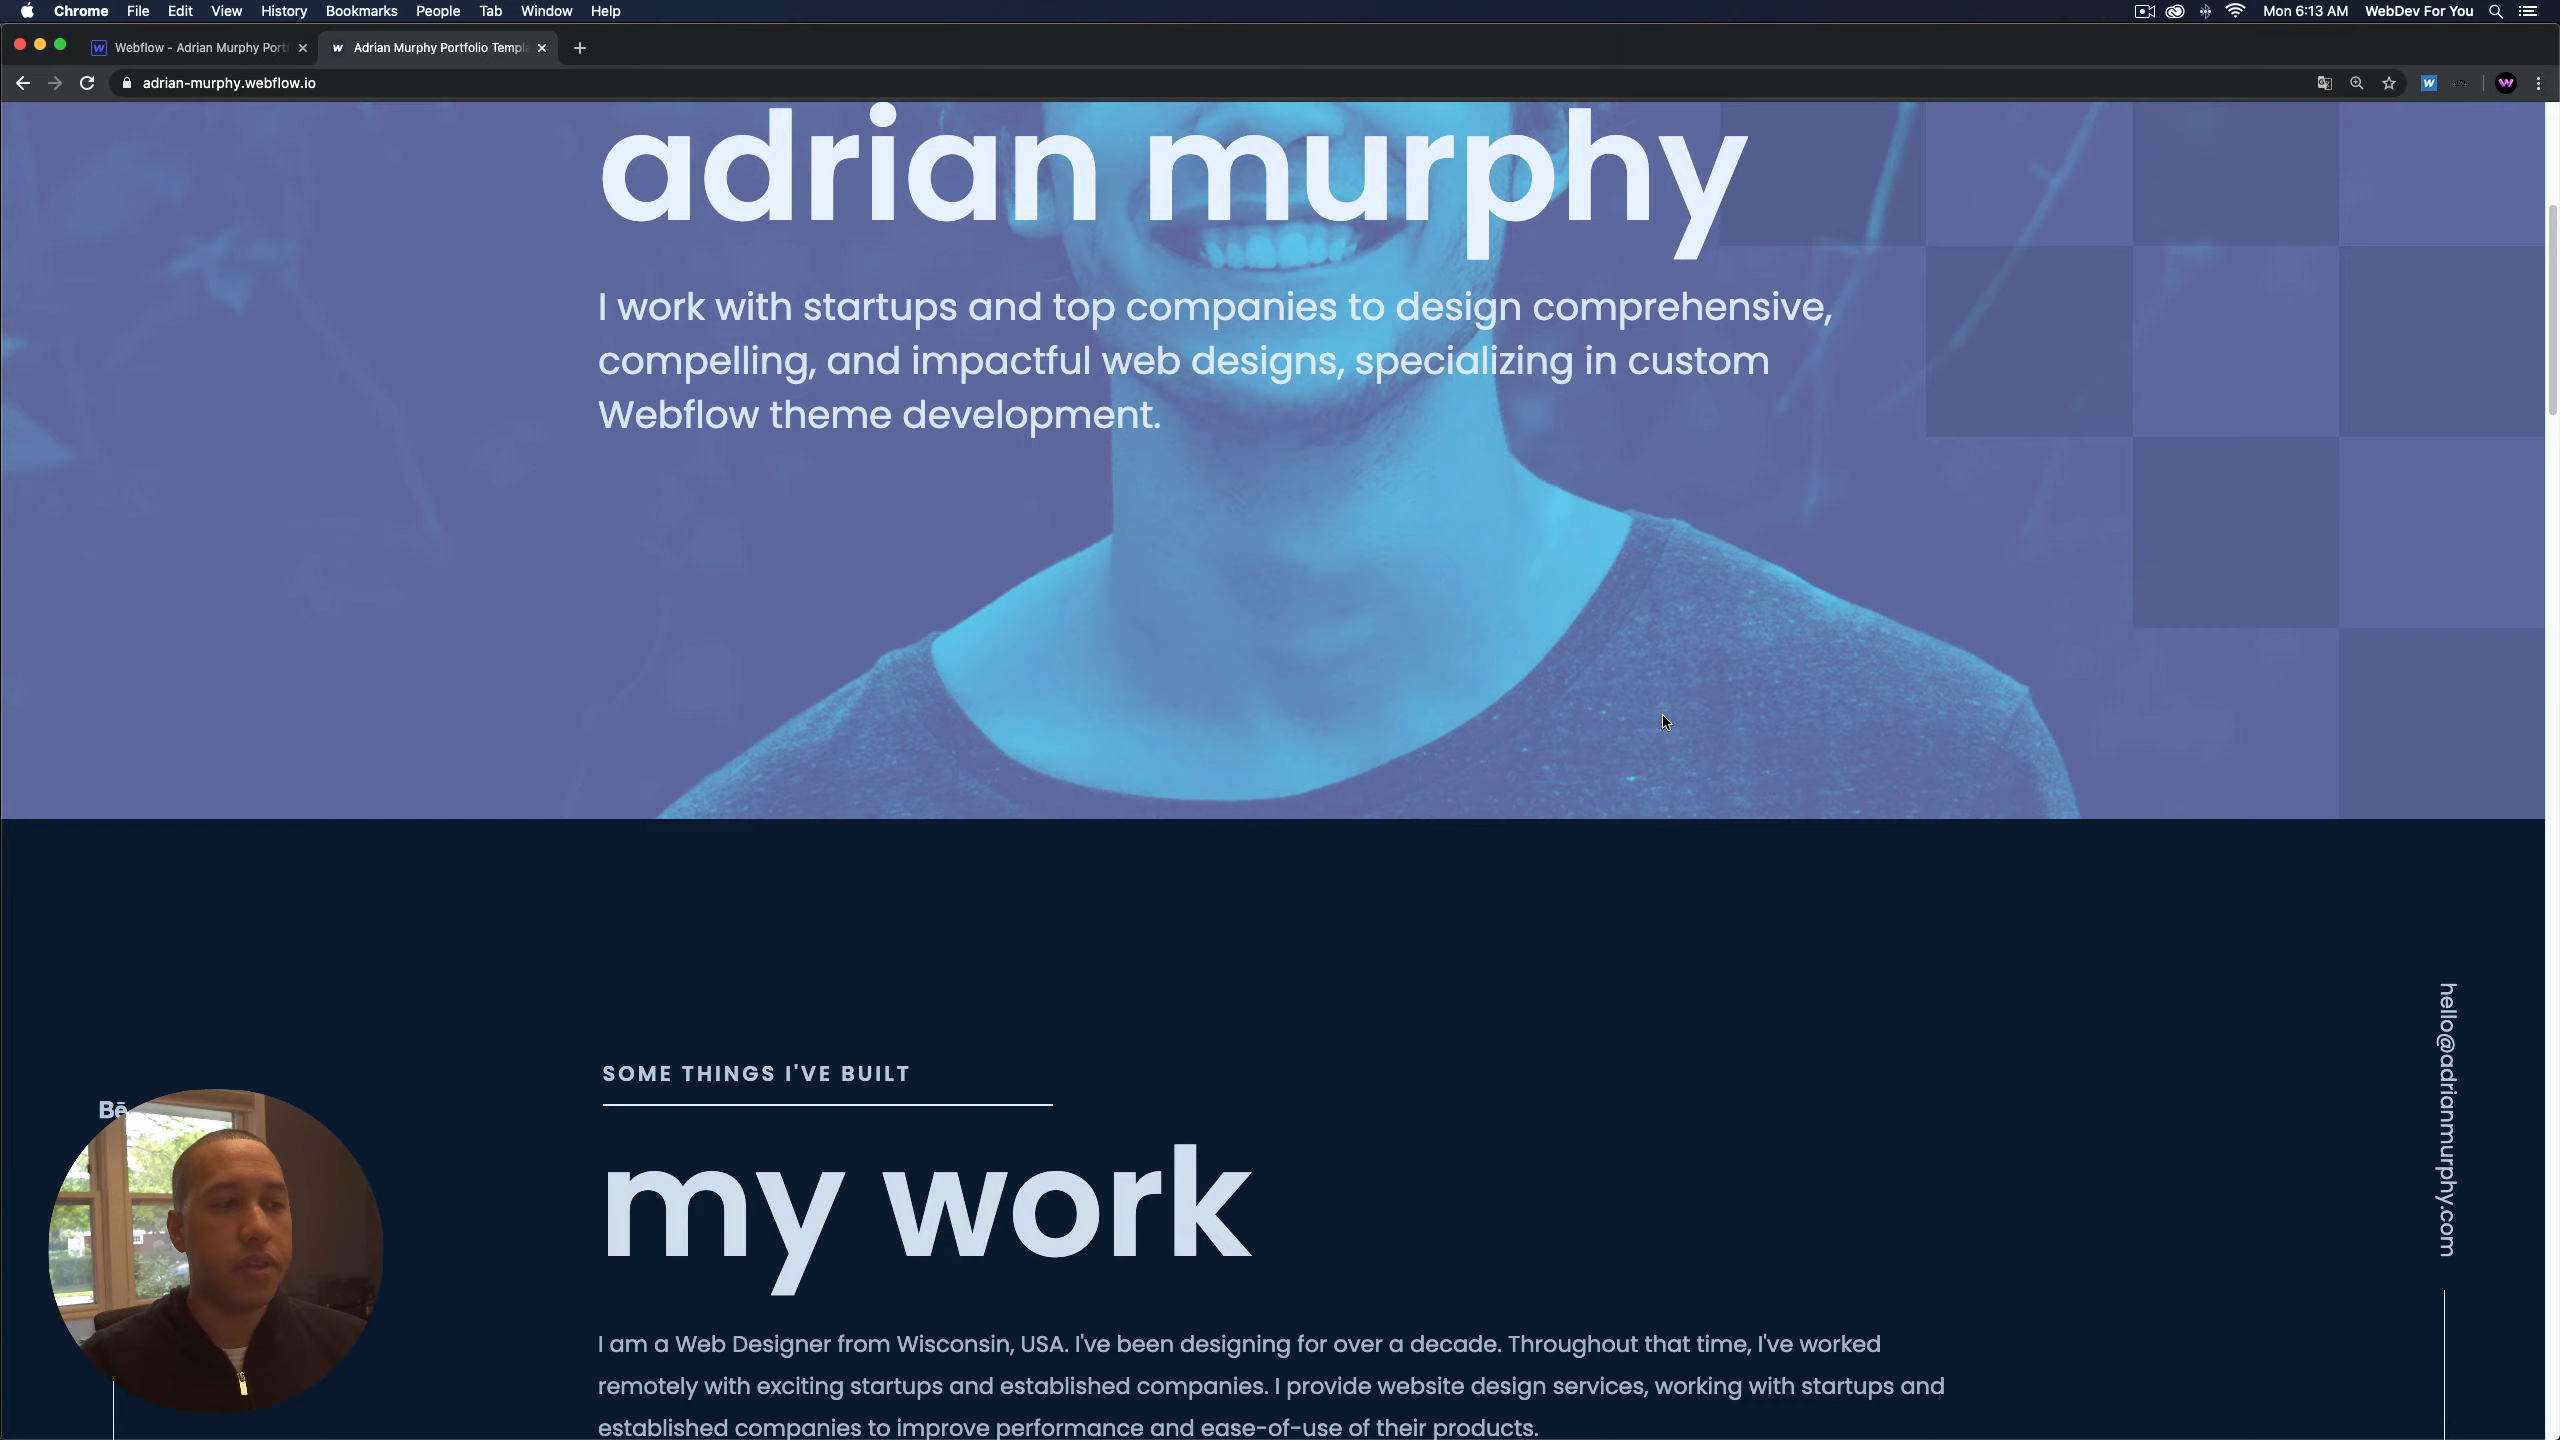 Chrome File Edit View History Bookmarks People Tab Window Help
Mon 6:13 AM WebDev For You
Webflow - Adrian Murphy Portf
Adrian Murphy Portfolio Templ
adrian-murphy.webflow.io
adrian murphy
I work with startups and top companies to design comprehensive,
compelling, and impactful web designs, specializing in custom
Webflow theme development.
SOME THINGS I'VE BUILT
Bē
my work
I am a Web Designer from Wisconsin, USA. I've been designing for over a decade. Throughout that time, I've worked
remotely with exciting startups and established companies. I provide website design services, working with startups and
established companies to improve performance and ease-of-use of their products.
hello@adrianmurphy.com